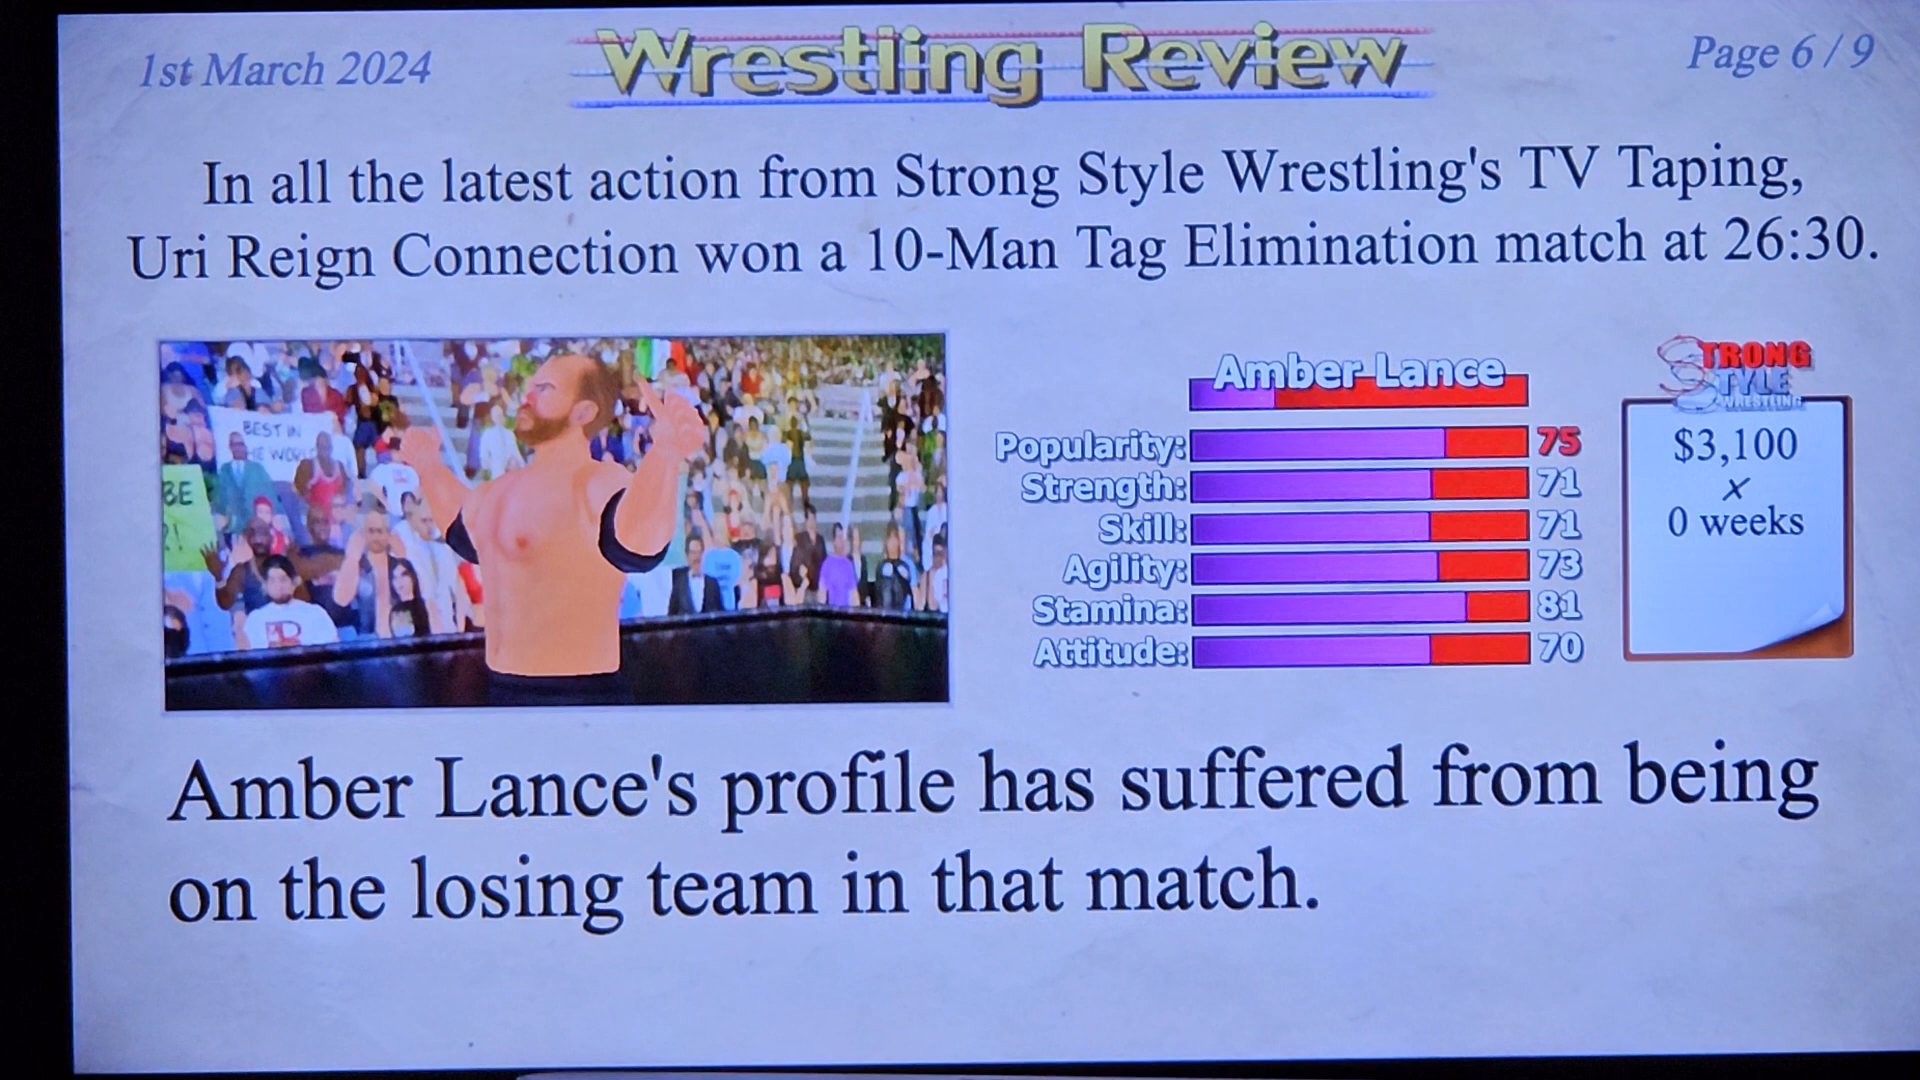 1st March 2024
Wrestling Review
Page 6 / 9
In all the latest action from Strong Style Wrestling's TV Taping,
Uri Reign Connection won a 10-Man Tag Elimination match at 26:30.
BEST IN
THE WORL
BE
!
Amber Lance
Popularity: 75
Strength: 71
Skill: 71
Agility: 73
Stamina: 81
Attitude: 70
STRONG
STYLE
WRESTLING
$3,100
x
0 weeks
Amber Lance's profile has suffered from being
on the losing team in that match.